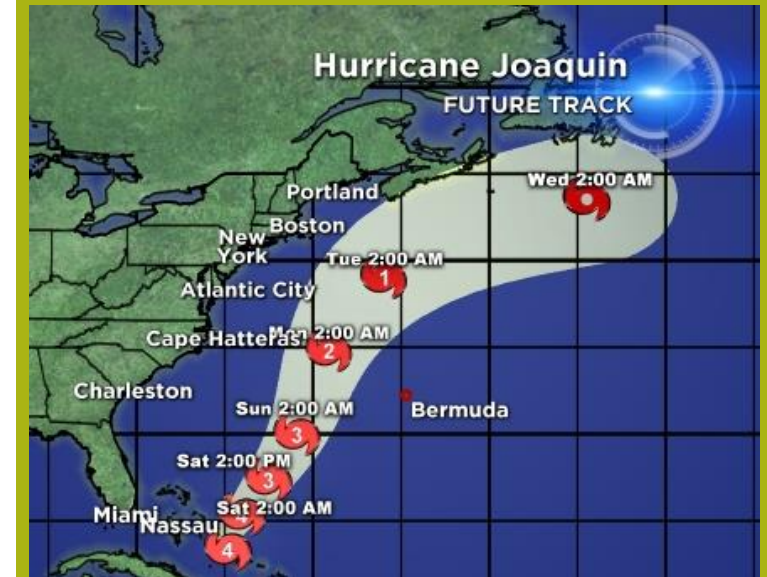 Hurricane Joaquin
FUTURE TRACK
Wed 2:00 AM
Portland
Boston
New
York
Tue 2:00 AM
1
Atlantic City
Mon 2:00 AM
Cape Hatteras
2
Charleston
Sun 2:00 AM
Bermuda
3
Sat 2:00 PM
3
Sat 2:00 AM
4
Miami
Nassau
4